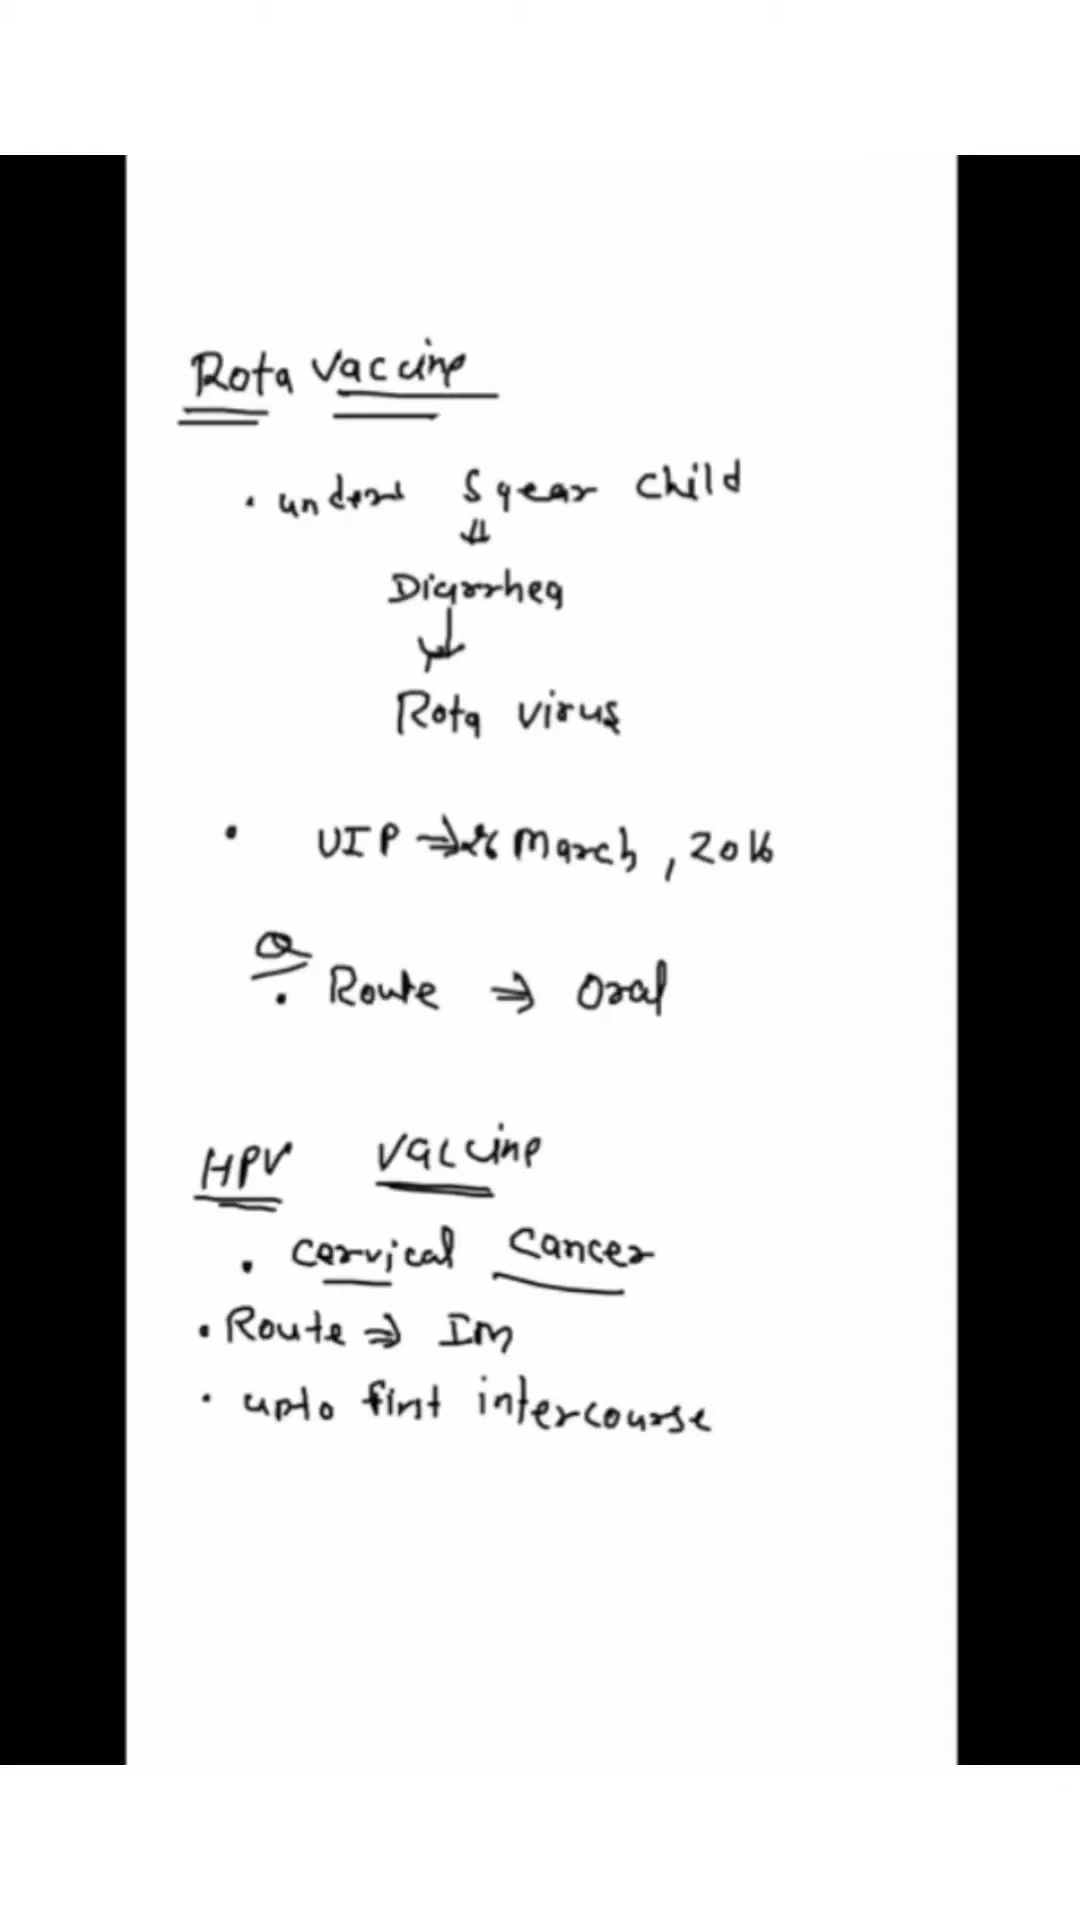 Rota Vaccine
. under 5 year child
Diarrhea
Rota virus
. UIP → 26 March, 2016
Q
. Route ⇒ Oral
HPV Vaccine
. Cervical Cancer
. Route ⇒ IM
. upto first intercourse